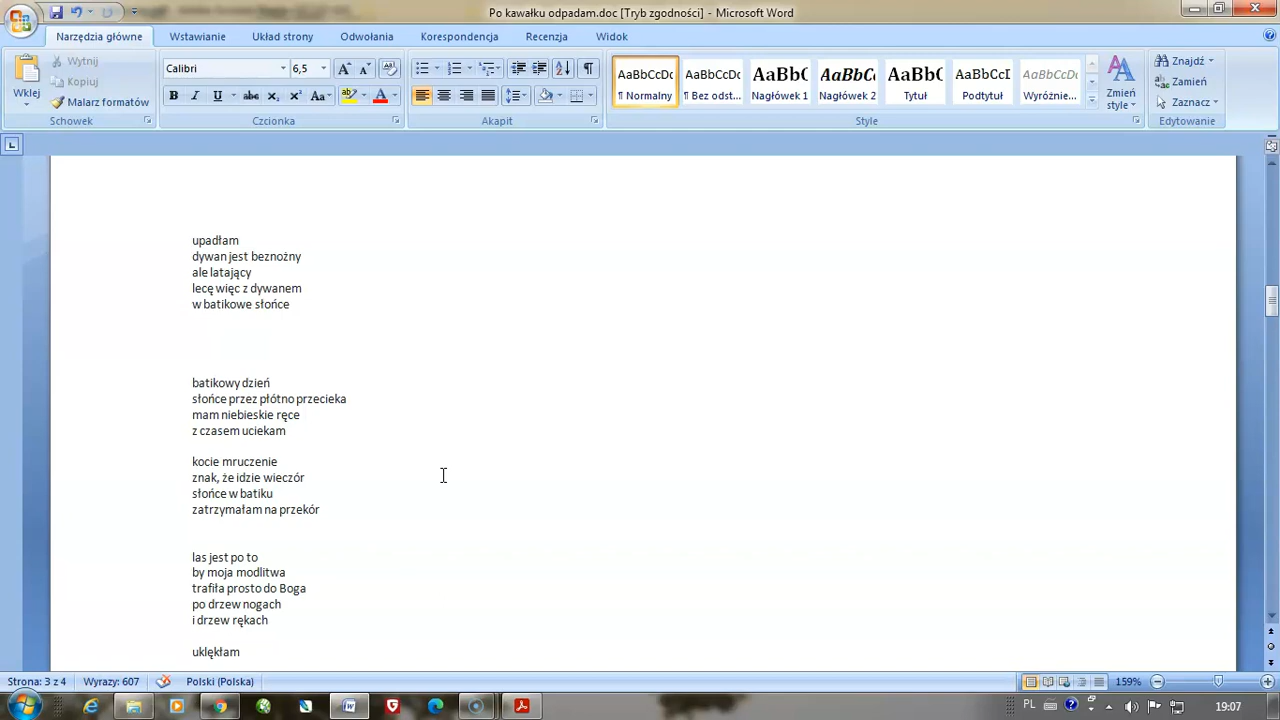 Po kawałku odpadam.doc [Tryb zgodności] - Microsoft Word
Narzędzia główne Wstawianie Układ strony Odwołania Korespondencja Recenzja Widok
Wklej
Wytnij
Kopiuj
Malarz formatów
Schowek
Calibri 6,5
B I U abc x₂ x² Aa
Czcionka
Akapit
AaBbCcDc AaBbCcDc AaBbC AaBbC AaBbC AaBbCcI AaBbCcDc
¶ Normalny ¶ Bez odst... Nagłówek 1 Nagłówek 2 Tytuł Podtytuł Wyróżnie...
Zmień
style
Style
Znajdź
Zamień
Zaznacz
Edytowanie
upadłam
dywan jest beznożny
ale latający
lecę więc z dywanem
w batikowe słońce
batikowy dzień
słońce przez płótno przecieka
mam niebieskie ręce
z czasem uciekam
kocie mruczenie
znak, że idzie wieczór
słońce w batiku
zatrzymałam na przekór
las jest po to
by moja modlitwa
trafiła prosto do Boga
po drzew nogach
i drzew rękach
uklękłam
Strona: 3 z 4 Wyrazy: 607 Polski (Polska) 159%
PL 19:07